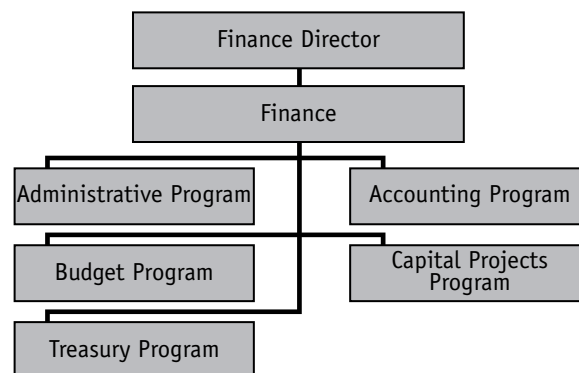 Finance Director
Finance
Administrative Program
Accounting Program
Budget Program
Capital Projects
Program
Treasury Program